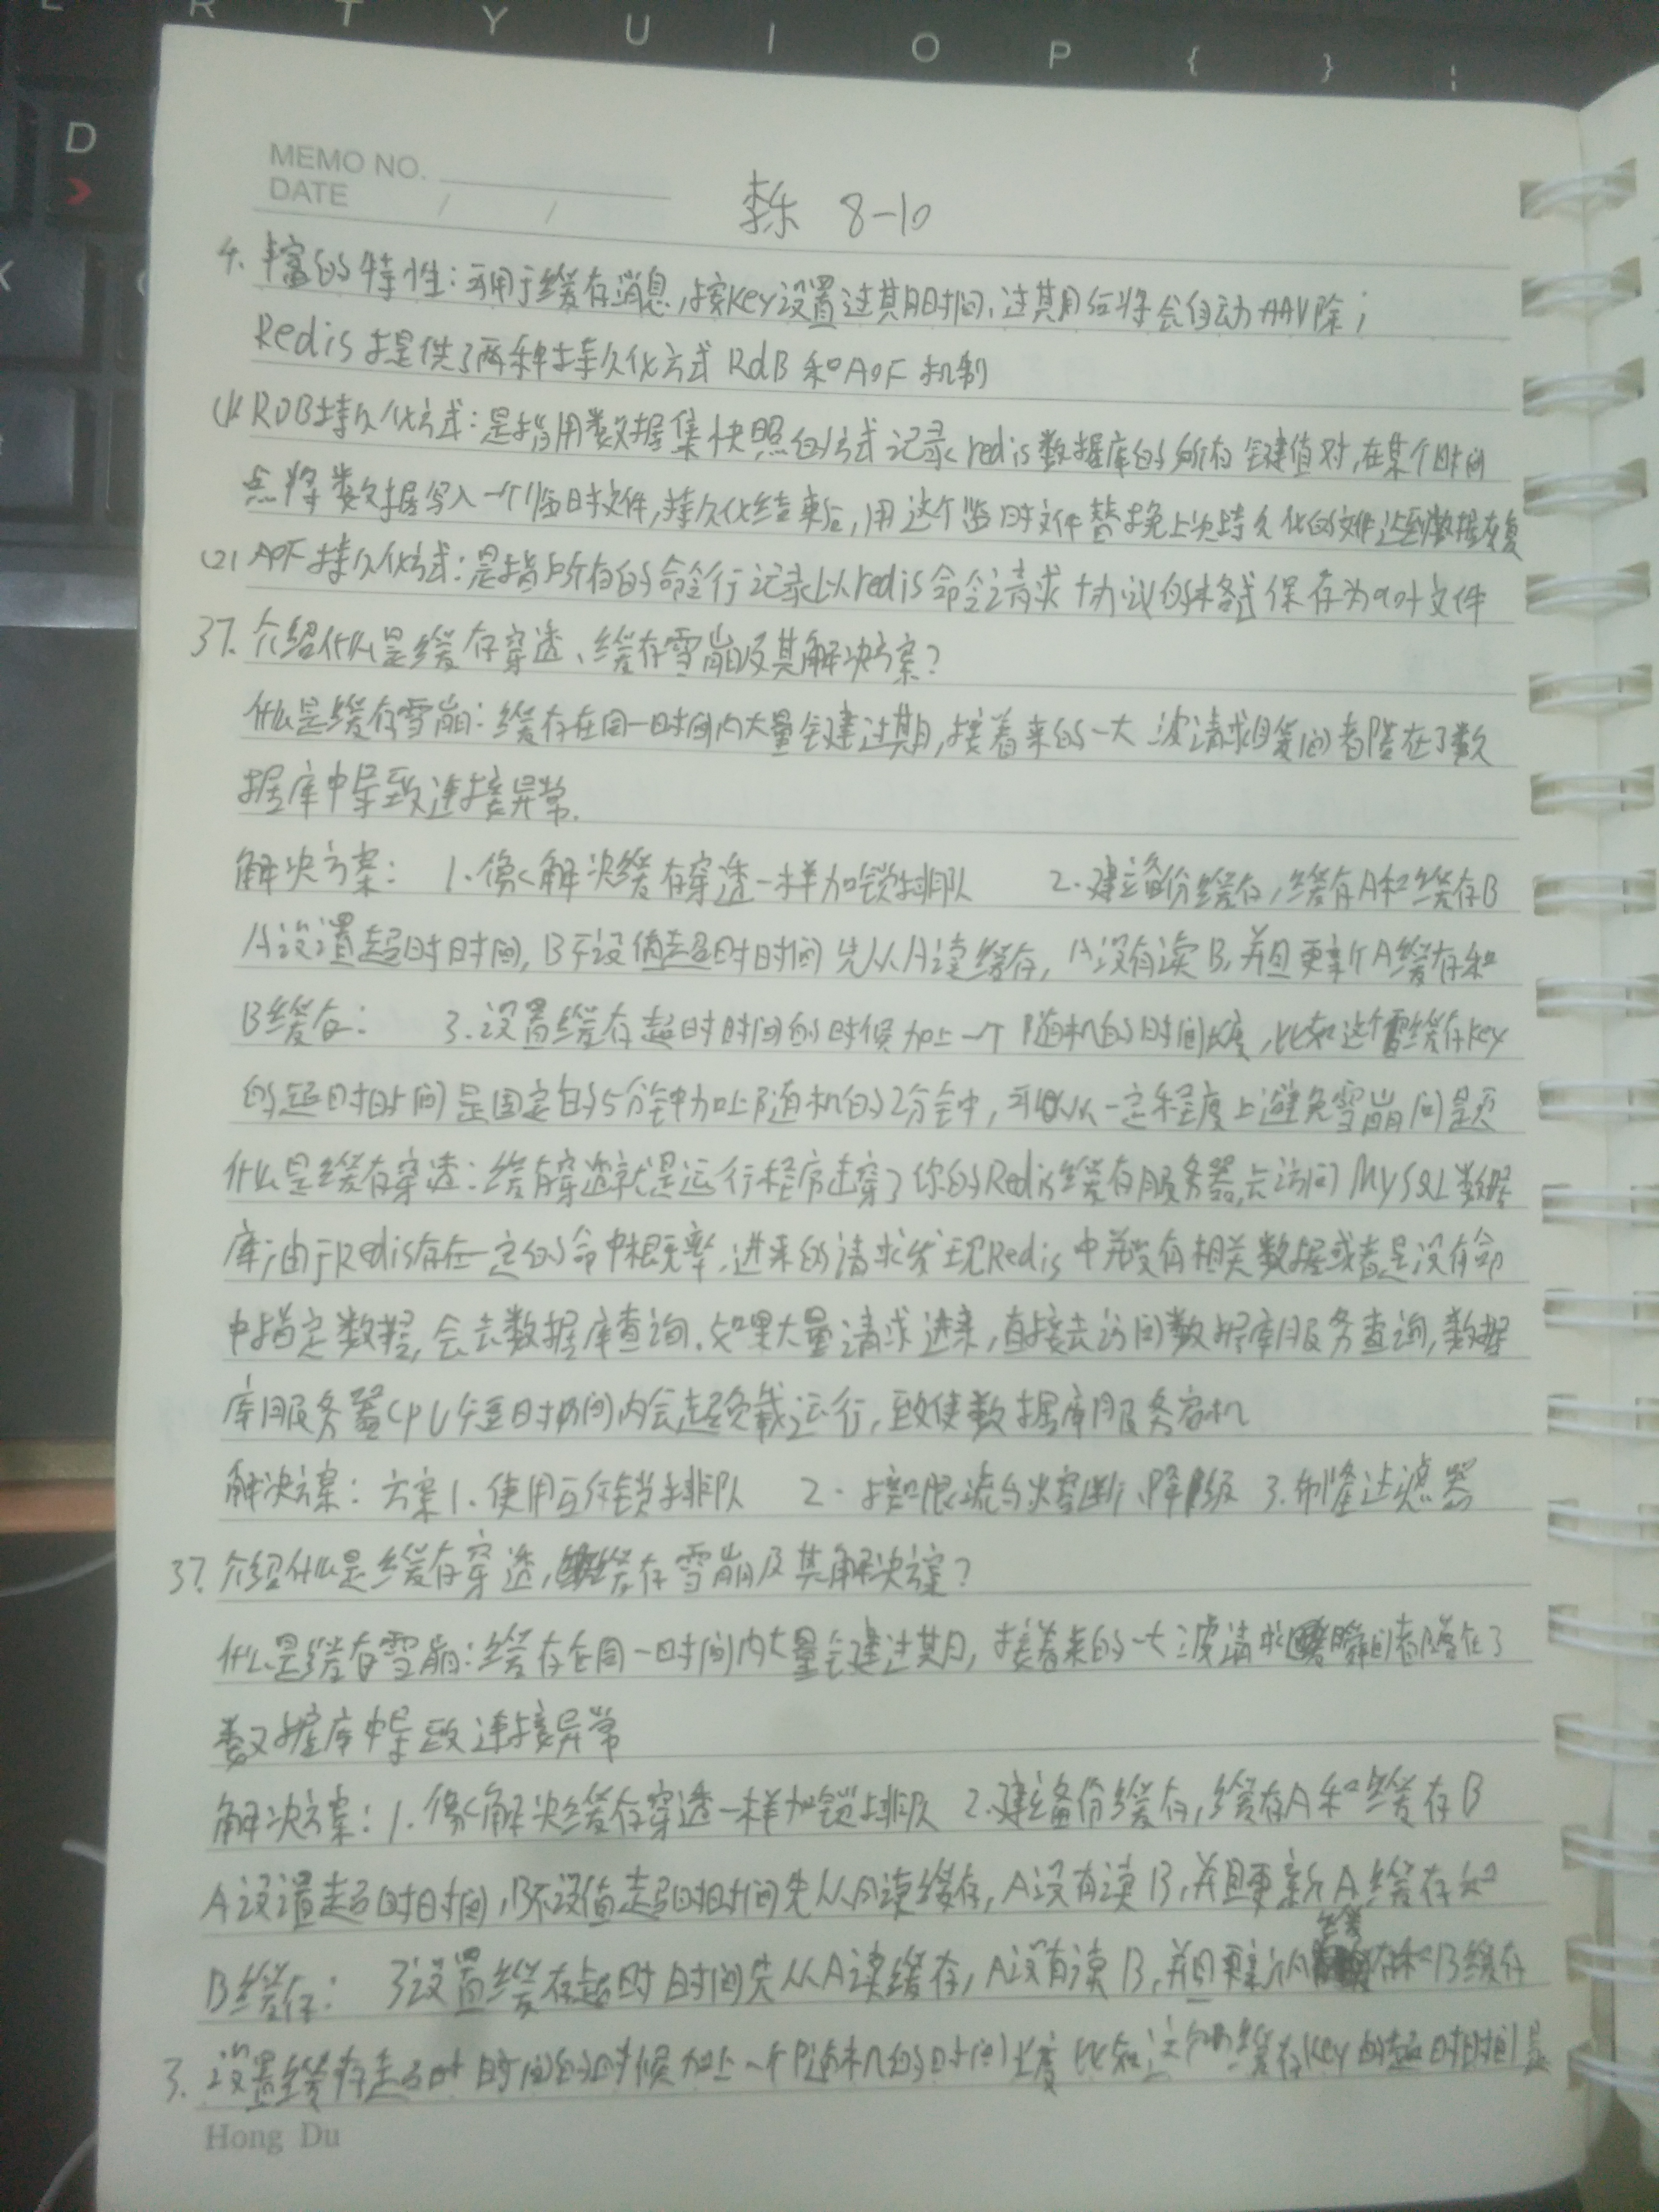 R T Y U I O P { }
D
MEMO NO.
DATE / /
李乐 8-10
4. 丰富的特性:可用于缓存消息,按key设置过期时间,过期后将会自动删除;
Redis提供了两种持久化方式 RdB 和AOF 机制
(1) RDB持久化方式:是指用数据集快照的方式记录redis数据库的所有键值对,在某个时间
点将数据写入一个临时文件,持久化结束后,用这个临时文件替换上次持久化的文件达到数据恢复
(2) AOF持久化方式:是指所有的命令行记录以redis命令请求协议的格式保存为aof文件
37. 介绍什么是缓存穿透、缓存雪崩及其解决方案?
什么是缓存雪崩:缓存在同一时间内大量键过期,接着来的一大波请求瞬间都落在了数
据库中导致连接异常.
解决方案: 1.像解决缓存穿透一样加锁排队 2.建立备份缓存,缓存A和缓存B
A设置超时时间,B不设值超时时间先从A读缓存,A没有读B,并且更新A缓存和
B缓存: 3.设置缓存超时时间的时候加上一个随机的时间长度,比如这个缓存key
的超时时间是固定的5分钟加上随机的2分钟,可以从一定程度上避免雪崩问题
什么是缓存穿透:缓存穿透就是运行程序击穿了你的Redis缓存服务器,去访问MySQL数据
库;由于Redis存在一定的命中概率,进来的请求发现Redis中并没有相关数据或者是没有命
中指定数据,会去数据库查询.如果大量请求进来,直接去访问数据库服务查询,数据
库服务器CPU短时间内会超负载运行,致使数据库服务宕机
解决方案:方案1.使用互斥锁排队 2.接口限流与熔断、降级 3.布隆过滤器
37. 介绍什么是缓存穿透,缓存雪崩及其解决方案?
什么是缓存雪崩:缓存在同一时间内大量键过期,接着来的一大波请求瞬间都落在了
数据库中导致连接异常
解决方案:1.像解决缓存穿透一样加锁排队 2.建立备份缓存,缓存A和缓存B
A设置超时时间,B不设值超时时间先从A读缓存,A没有读B,并且更新A缓存和
B缓存: 3设置缓存超时时间先从A读缓存,A没有读B,并且更新A缓存和B缓存
3. 设置缓存超时时间的时候加上一个随机的时间长度比如这个缓存key的超时时间是
Hong Du